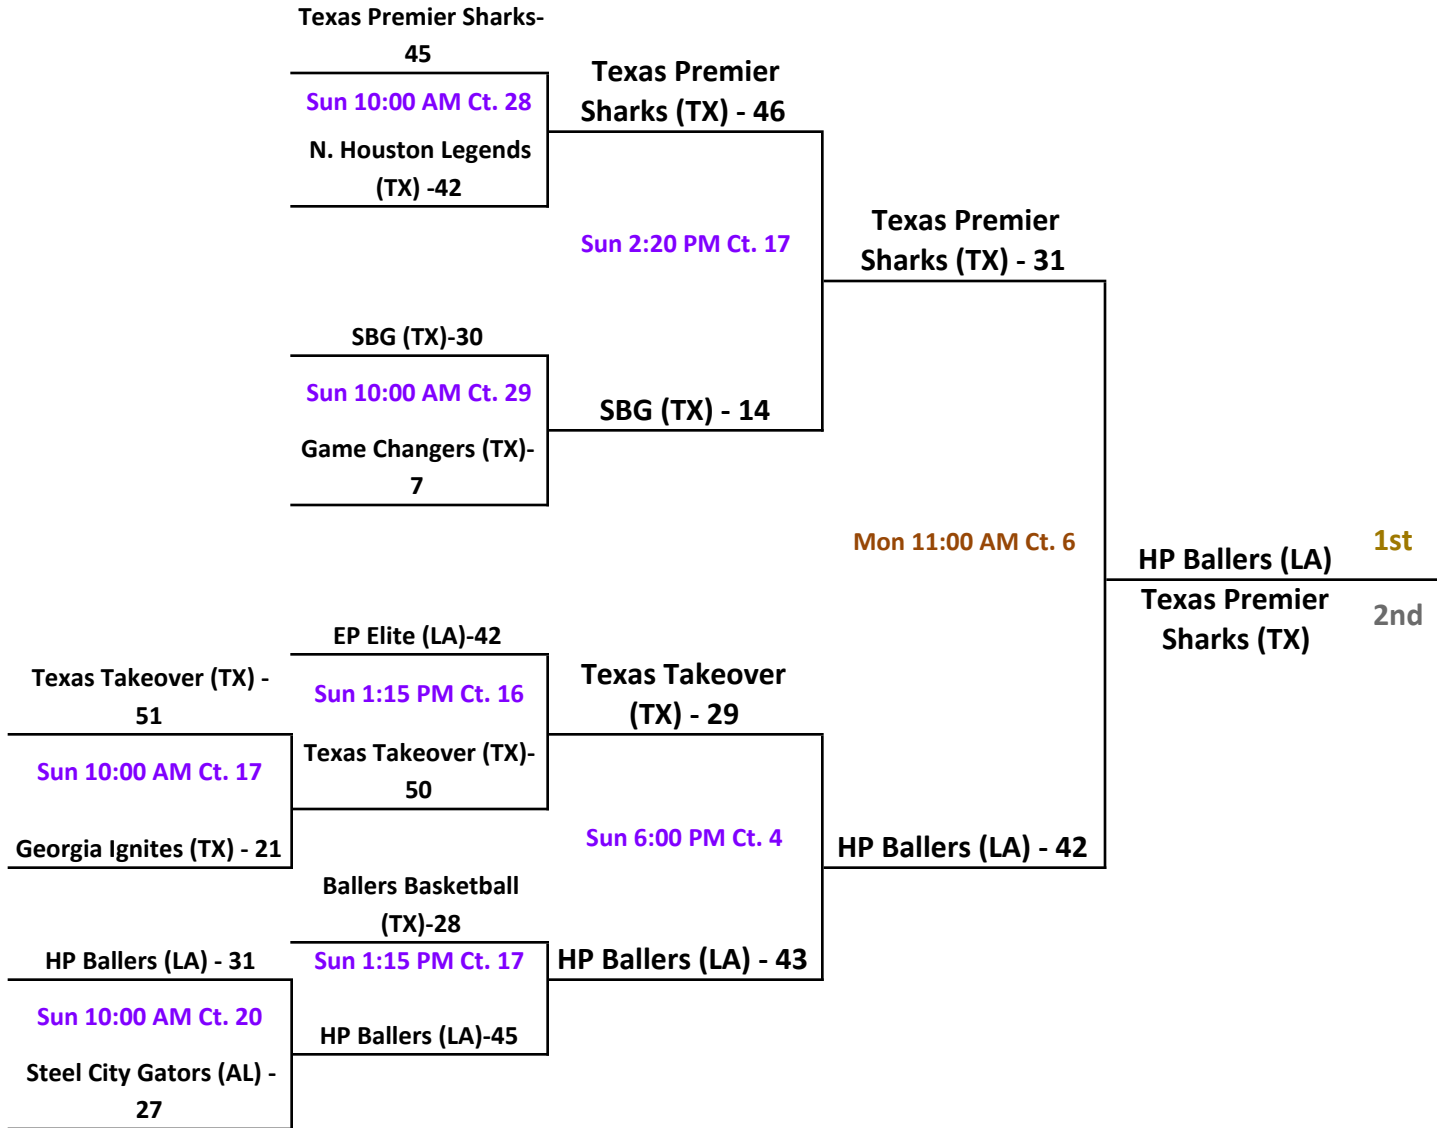 Texas Premier Sharks-
45
Sun 10:00 AM Ct. 28
N. Houston Legends
(TX) -42
Texas Premier
Sharks (TX) - 46
Sun 2:20 PM Ct. 17
SBG (TX)-30
Sun 10:00 AM Ct. 29
Game Changers (TX)-
7
SBG (TX) - 14
Texas Premier
Sharks (TX) - 31
Mon 11:00 AM Ct. 6
HP Ballers (LA)
1st
Texas Premier
Sharks (TX)
2nd
Texas Takeover (TX) -
51
Sun 10:00 AM Ct. 17
Georgia Ignites (TX) - 21
EP Elite (LA)-42
Sun 1:15 PM Ct. 16
Texas Takeover (TX)-
50
Texas Takeover
(TX) - 29
Sun 6:00 PM Ct. 4
HP Ballers (LA) - 42
HP Ballers (LA) - 31
Sun 10:00 AM Ct. 20
Steel City Gators (AL) -
27
Ballers Basketball
(TX)-28
Sun 1:15 PM Ct. 17
HP Ballers (LA)-45
HP Ballers (LA) - 43